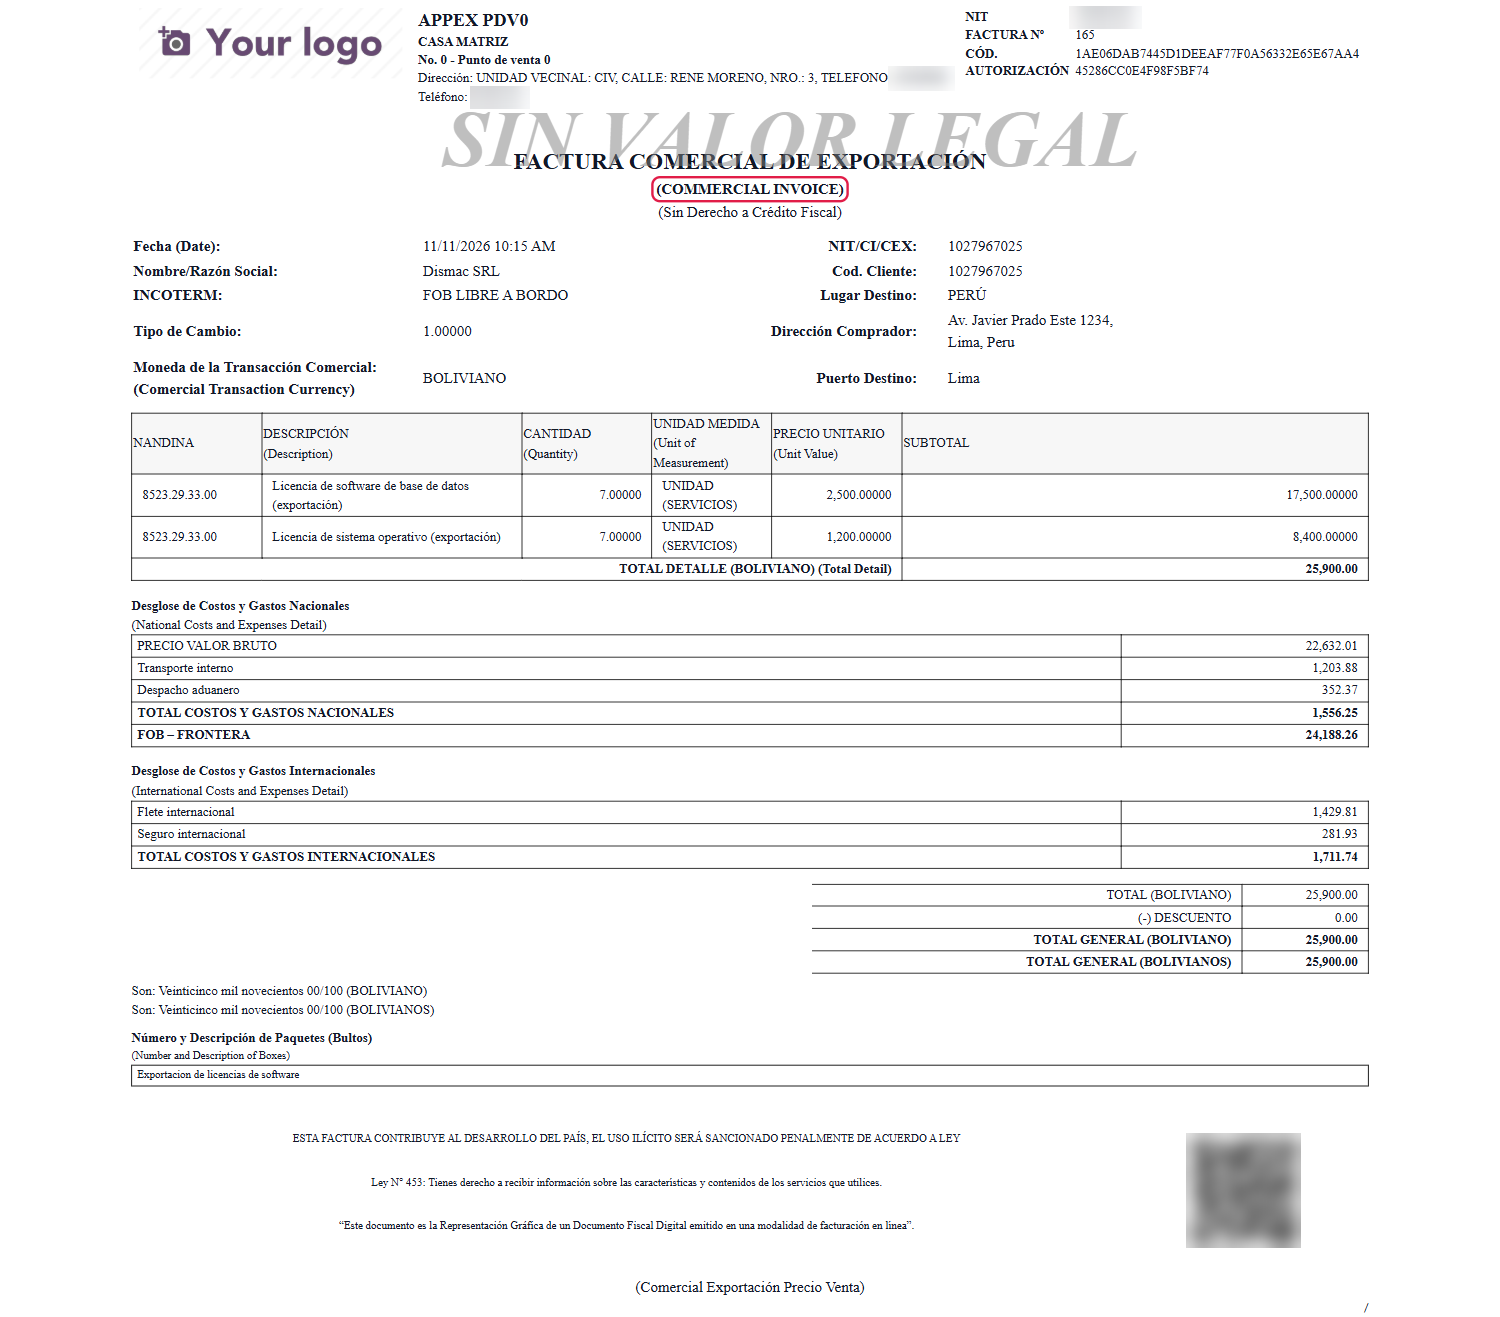 Your logo
APPEX PDV0
CASA MATRIZ
No. 0 - Punto de venta 0
Dirección: UNIDAD VECINAL: CIV, CALLE: RENE MORENO, NRO.: 3, TELEFONO
Teléfono:
NIT
FACTURA N° 165
CÓD. 1AE06DAB7445D1DEEAF77F0A56332E65E67AA4
AUTORIZACIÓN 45286CC0E4F98F5BF74
SIN VALOR LEGAL
FACTURA COMERCIAL DE EXPORTACIÓN
(COMMERCIAL INVOICE)
(Sin Derecho a Crédito Fiscal)
Fecha (Date): 11/11/2026 10:15 AM NIT/CI/CEX: 1027967025
Nombre/Razón Social: Dismac SRL Cod. Cliente: 1027967025
INCOTERM: FOB LIBRE A BORDO Lugar Destino: PERÚ
Tipo de Cambio: 1.00000 Dirección Comprador: Av. Javier Prado Este 1234,
Lima, Peru
Moneda de la Transacción Comercial:
(Comercial Transaction Currency) BOLIVIANO Puerto Destino: Lima
NANDINA DESCRIPCIÓN (Description) CANTIDAD (Quantity) UNIDAD MEDIDA (Unit of Measurement) PRECIO UNITARIO (Unit Value) SUBTOTAL
8523.29.33.00 Licencia de software de base de datos (exportación) 7.00000 UNIDAD (SERVICIOS) 2,500.00000 17,500.00000
8523.29.33.00 Licencia de sistema operativo (exportación) 7.00000 UNIDAD (SERVICIOS) 1,200.00000 8,400.00000
TOTAL DETALLE (BOLIVIANO) (Total Detail) 25,900.00
Desglose de Costos y Gastos Nacionales
(National Costs and Expenses Detail)
PRECIO VALOR BRUTO 22,632.01
Transporte interno 1,203.88
Despacho aduanero 352.37
TOTAL COSTOS Y GASTOS NACIONALES 1,556.25
FOB – FRONTERA 24,188.26
Desglose de Costos y Gastos Internacionales
(International Costs and Expenses Detail)
Flete internacional 1,429.81
Seguro internacional 281.93
TOTAL COSTOS Y GASTOS INTERNACIONALES 1,711.74
TOTAL (BOLIVIANO) 25,900.00
(-) DESCUENTO 0.00
TOTAL GENERAL (BOLIVIANO) 25,900.00
TOTAL GENERAL (BOLIVIANOS) 25,900.00
Son: Veinticinco mil novecientos 00/100 (BOLIVIANO)
Son: Veinticinco mil novecientos 00/100 (BOLIVIANOS)
Número y Descripción de Paquetes (Bultos)
(Number and Description of Boxes)
Exportacion de licencias de software
ESTA FACTURA CONTRIBUYE AL DESARROLLO DEL PAÍS, EL USO ILÍCITO SERÁ SANCIONADO PENALMENTE DE ACUERDO A LEY
Ley N° 453: Tienes derecho a recibir información sobre las características y contenidos de los servicios que utilices.
“Este documento es la Representación Gráfica de un Documento Fiscal Digital emitido en una modalidad de facturación en línea”.
(Comercial Exportación Precio Venta)
/